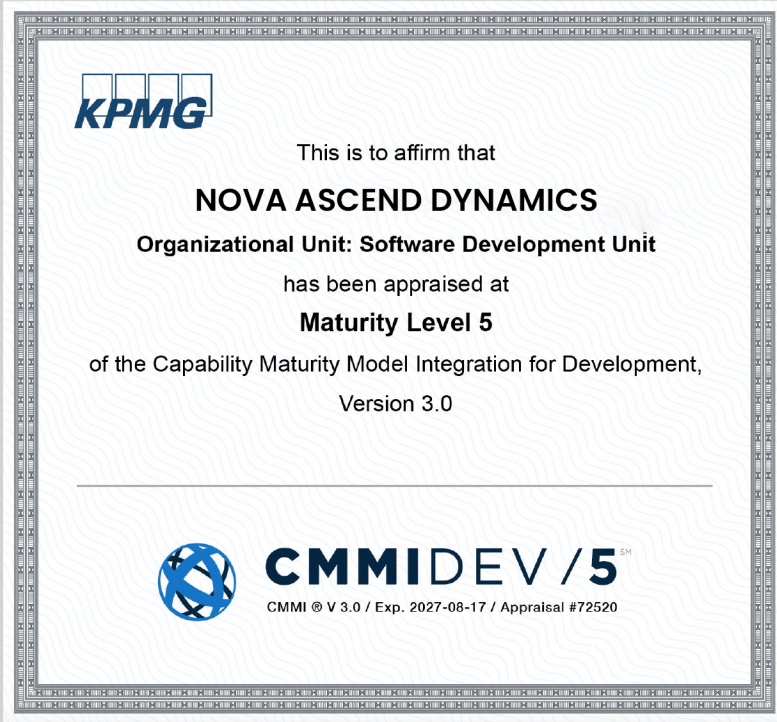 KPMG
This is to affirm that
NOVA ASCEND DYNAMICS
Organizational Unit: Software Development Unit
has been appraised at
Maturity Level 5
of the Capability Maturity Model Integration for Development,
Version 3.0
CMMIDEV/5℠
CMMI ® V 3.0 / Exp. 2027-08-17 / Appraisal #72520